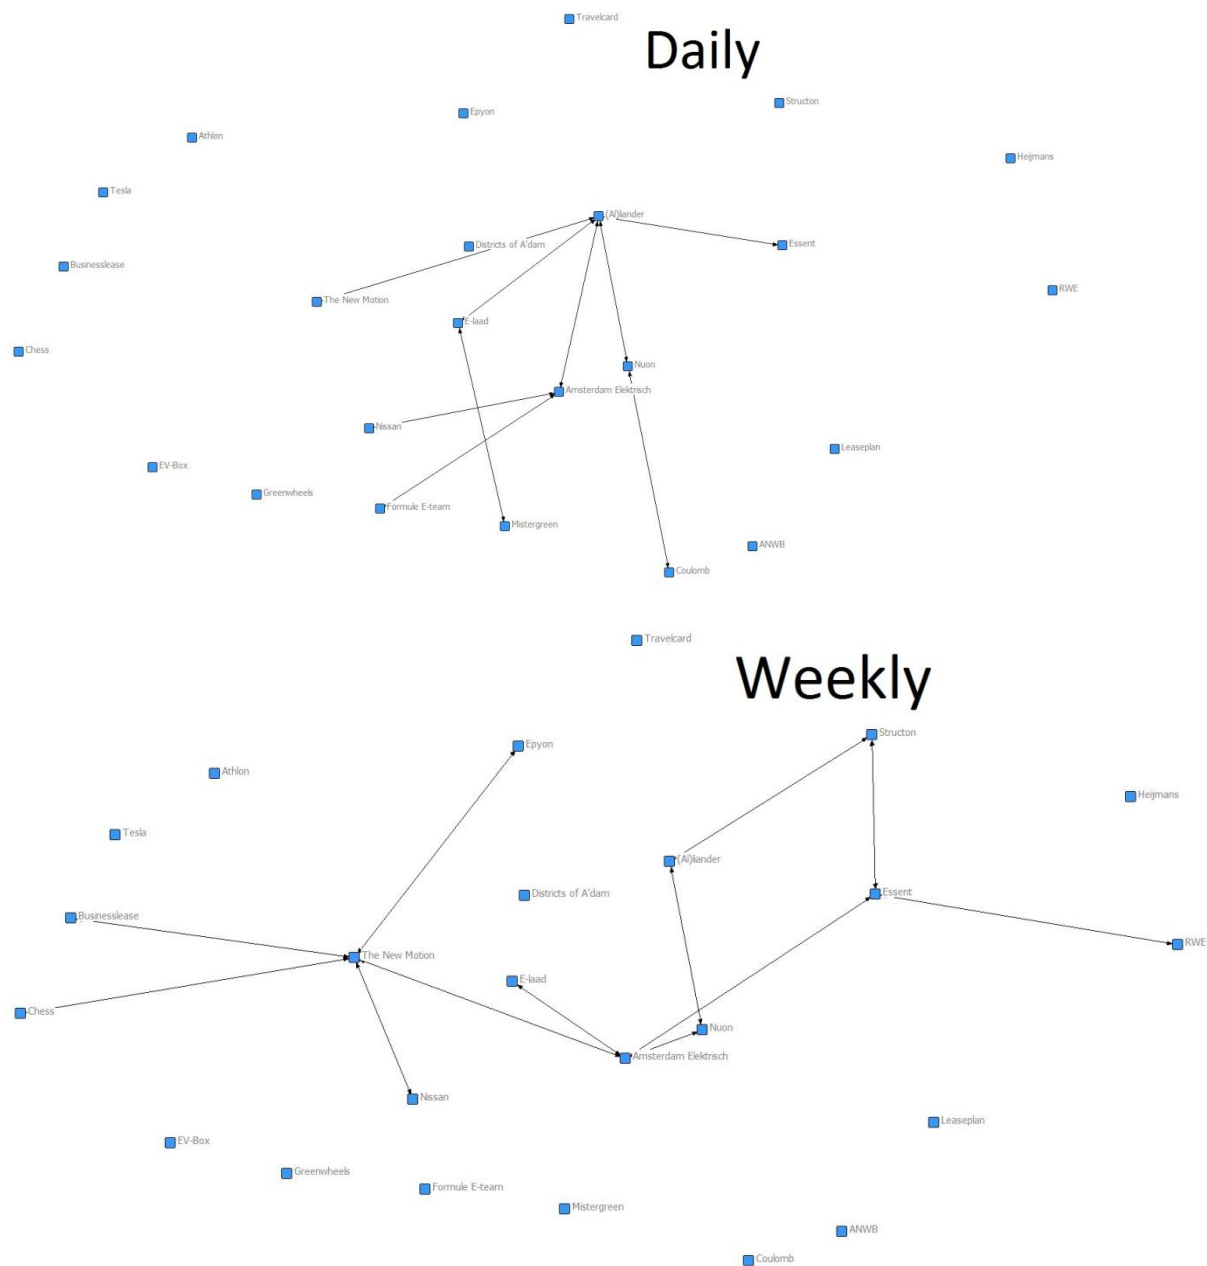 Travelcard
Daily
Structon
Epyon
Athlon
Heijmans
Tesla
(Al)liander
Districts of A'dam
Essent
Businesslease
RWE
The New Motion
E-laad
Chess
Nuon
Amsterdam Elektrisch
Nissan
Leaseplan
EV-Box
Greenwheels
Formule E-team
Mistergreen
ANWB
Coulomb
Travelcard
Weekly
Structon
Epyon
Athlon
Heijmans
Tesla
(Al)liander
Districts of A'dam
Essent
Businesslease
RWE
The New Motion
E-laad
Chess
Nuon
Amsterdam Elektrisch
Nissan
Leaseplan
EV-Box
Greenwheels
Formule E-team
Mistergreen
ANWB
Coulomb